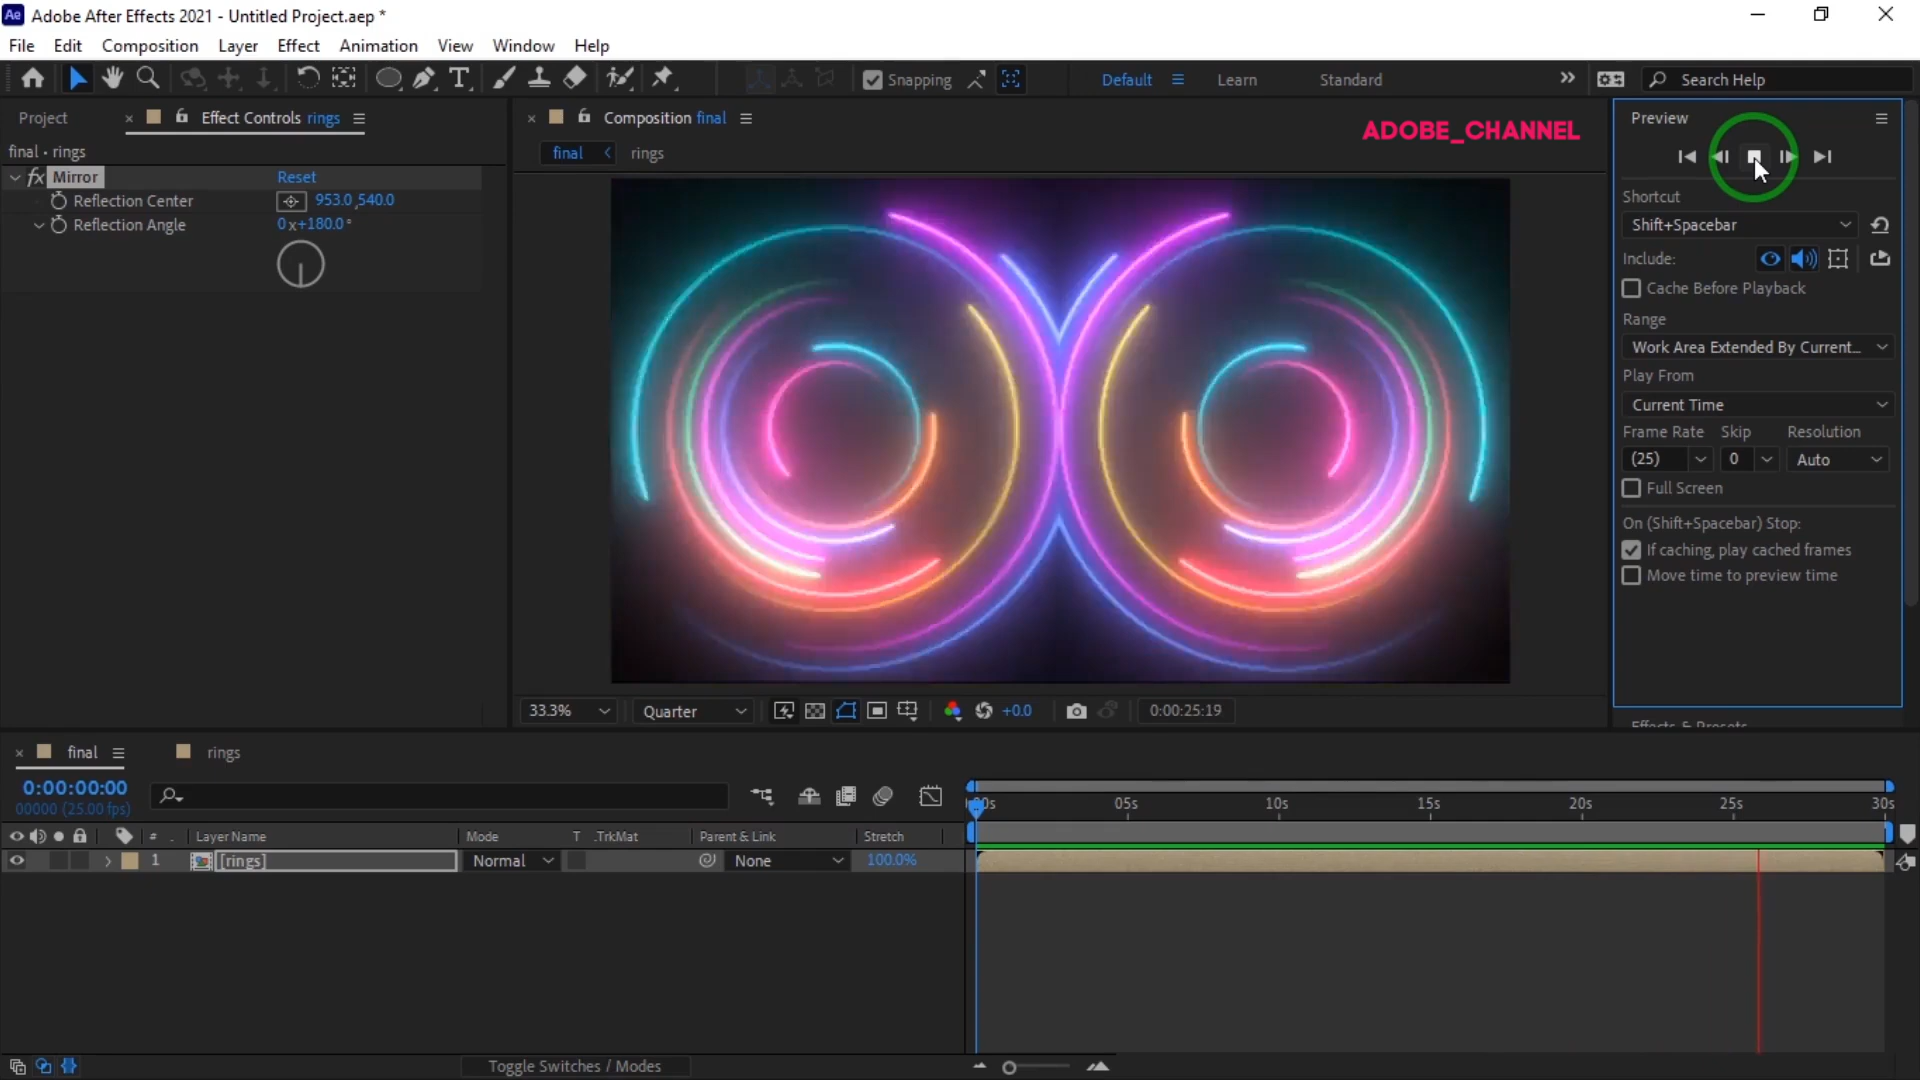 Ae Adobe After Effects 2021 - Untitled Project.aep *
File Edit Composition Layer Effect Animation View Window Help
T Snapping Default Learn Standard Search Help
Project Effect Controls rings
final • rings
fx Mirror Reset
Reflection Center 953.0,540.0
Reflection Angle 0x+180.0°
Composition final
ADOBE_CHANNEL
final rings
33.3% Quarter +0.0 0:00:25:19
Preview
Shortcut
Shift+Spacebar
Include:
Cache Before Playback
Range
Work Area Extended By Current...
Play From
Current Time
Frame Rate Skip Resolution
(25) 0 Auto
Full Screen
On (Shift+Spacebar) Stop:
If caching, play cached frames
Move time to preview time
Effects & Presets
final rings
0:00:00:00
00000 (25.00 fps)
05s 10s 15s 20s 25s 30s
# . Layer Name Mode T .TrkMat Parent & Link Stretch
1 [rings] Normal None 100.0%
Toggle Switches / Modes